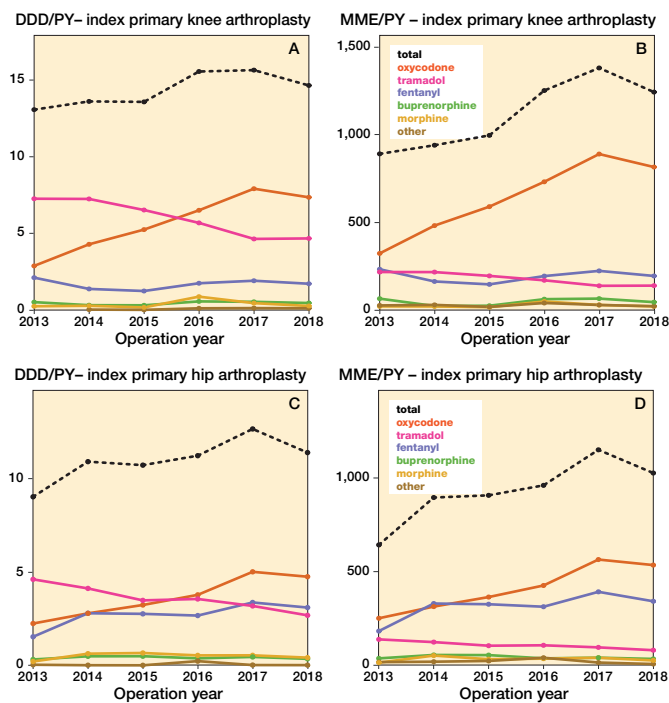 DDD/PY– index primary knee arthroplasty
A
15
10
5
0
2013 2014 2015 2016 2017 2018
Operation year
MME/PY – index primary knee arthroplasty
B
1,500
1,000
500
0
total
oxycodone
tramadol
fentanyl
buprenorphine
morphine
other
2013 2014 2015 2016 2017 2018
Operation year
DDD/PY– index primary hip arthroplasty
C
10
5
0
2013 2014 2015 2016 2017 2018
Operation year
MME/PY – index primary hip arthroplasty
D
1,000
500
0
total
oxycodone
tramadol
fentanyl
buprenorphine
morphine
other
2013 2014 2015 2016 2017 2018
Operation year